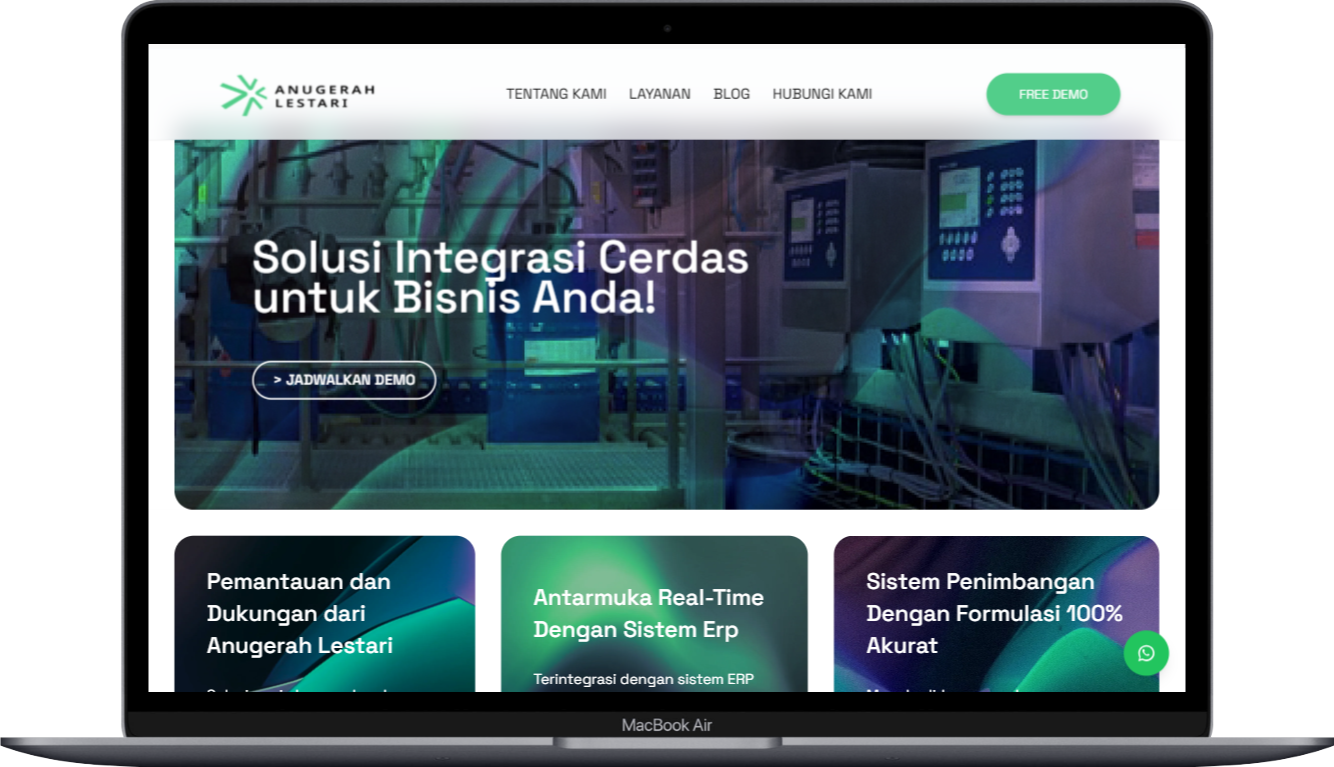 ANUGERAH
LESTARI
TENTANG KAMI LAYANAN BLOG HUBUNGI KAMI
FREE DEMO
Solusi Integrasi Cerdas
untuk Bisnis Anda!
> JADWALKAN DEMO
Pemantauan dan
Dukungan dari
Anugerah Lestari
Antarmuka Real-Time
Dengan Sistem Erp
Terintegrasi dengan sistem ERP
Sistem Penimbangan
Dengan Formulasi 100%
Akurat
MacBook Air